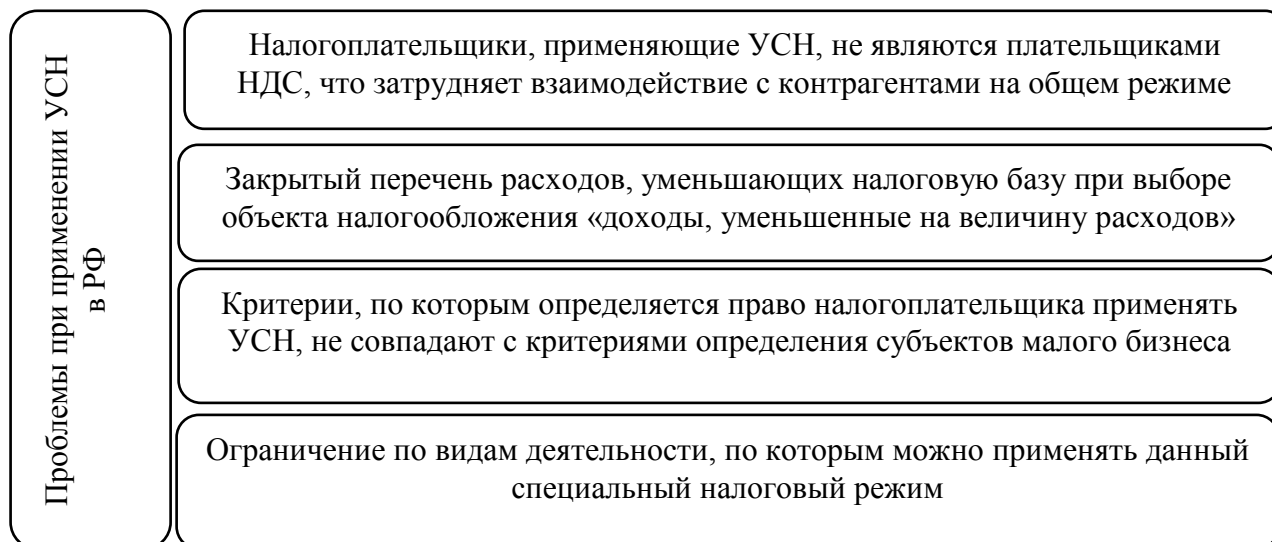 Проблемы при применении УСН
в РФ
Налогоплательщики, применяющие УСН, не являются плательщиками
НДС, что затрудняет взаимодействие с контрагентами на общем режиме
Закрытый перечень расходов, уменьшающих налоговую базу при выборе
объекта налогообложения «доходы, уменьшенные на величину расходов»
Критерии, по которым определяется право налогоплательщика применять
УСН, не совпадают с критериями определения субъектов малого бизнеса
Ограничение по видам деятельности, по которым можно применять данный
специальный налоговый режим